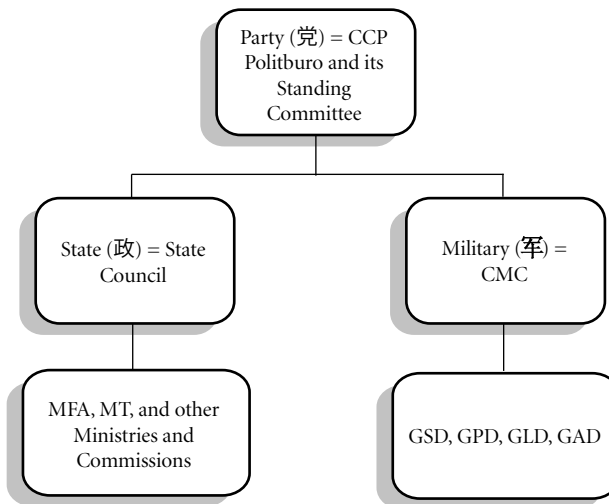 Party (党) = CCP
Politburo and its
Standing
Committee
State (政) = State
Council
Military (军) =
CMC
MFA, MT, and other
Ministries and
Commissions
GSD, GPD, GLD, GAD